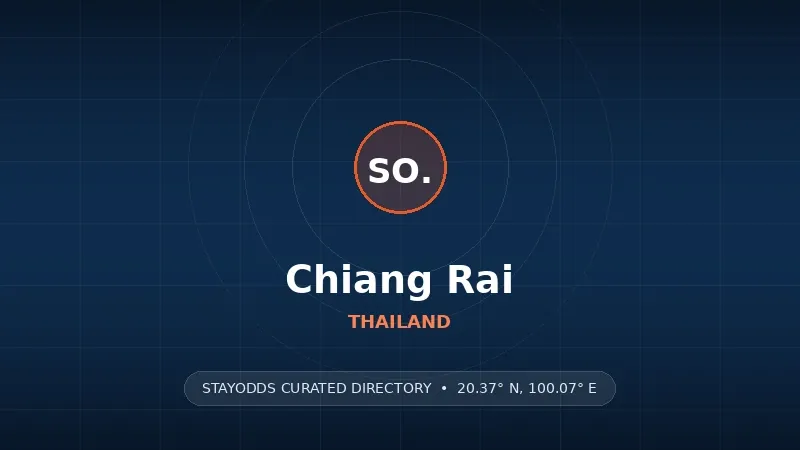 SO.
Chiang Rai
THAILAND
STAYODDS CURATED DIRECTORY • 20.37° N, 100.07° E